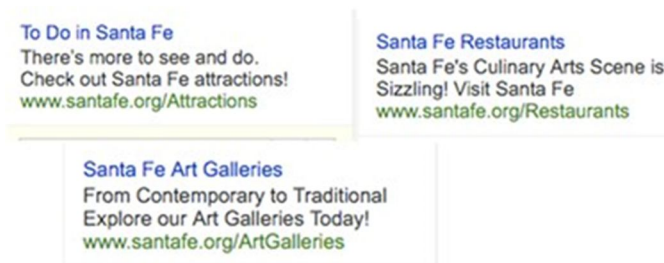 To Do in Santa Fe
There's more to see and do.
Check out Santa Fe attractions!
www.santafe.org/Attractions
Santa Fe Restaurants
Santa Fe's Culinary Arts Scene is
Sizzling! Visit Santa Fe
www.santafe.org/Restaurants
Santa Fe Art Galleries
From Contemporary to Traditional
Explore our Art Galleries Today!
www.santafe.org/ArtGalleries